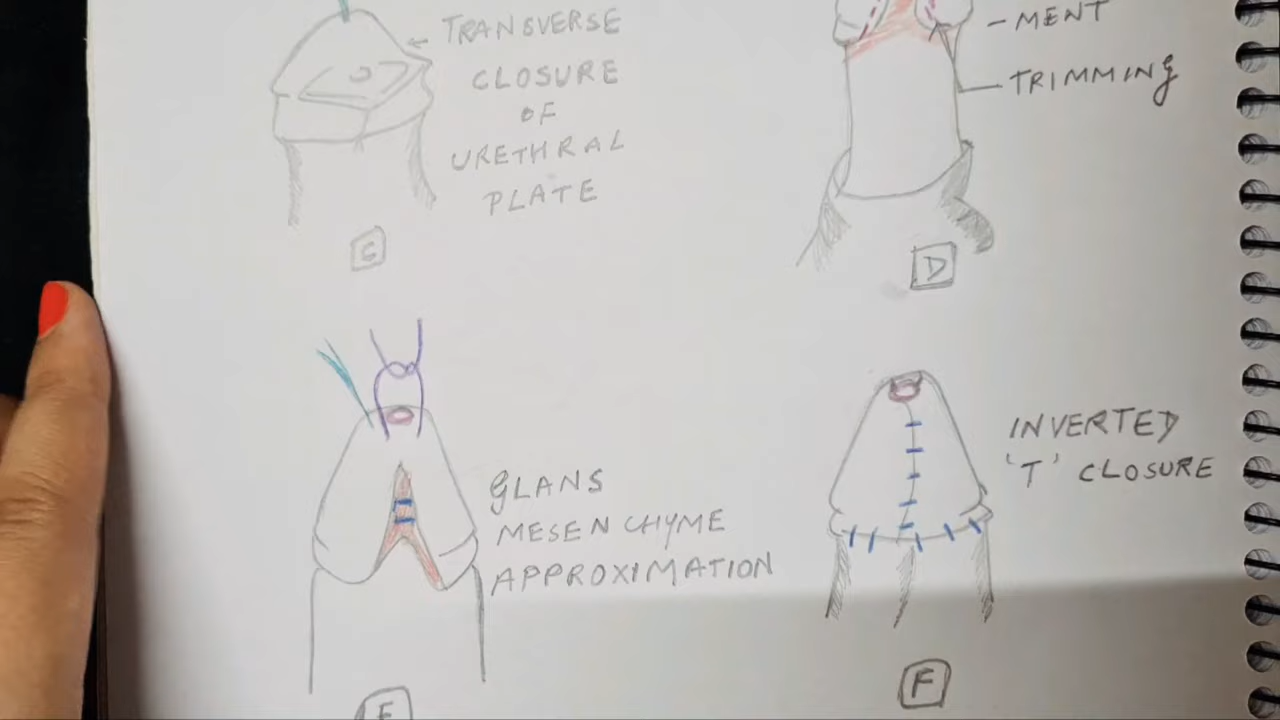 TRANSVERSE
CLOSURE
OF
URETHRAL
PLATE
C
- MENT
TRIMMING
D
GLANS
MESENCHYME
APPROXIMATION
E
INVERTED
'T' CLOSURE
F